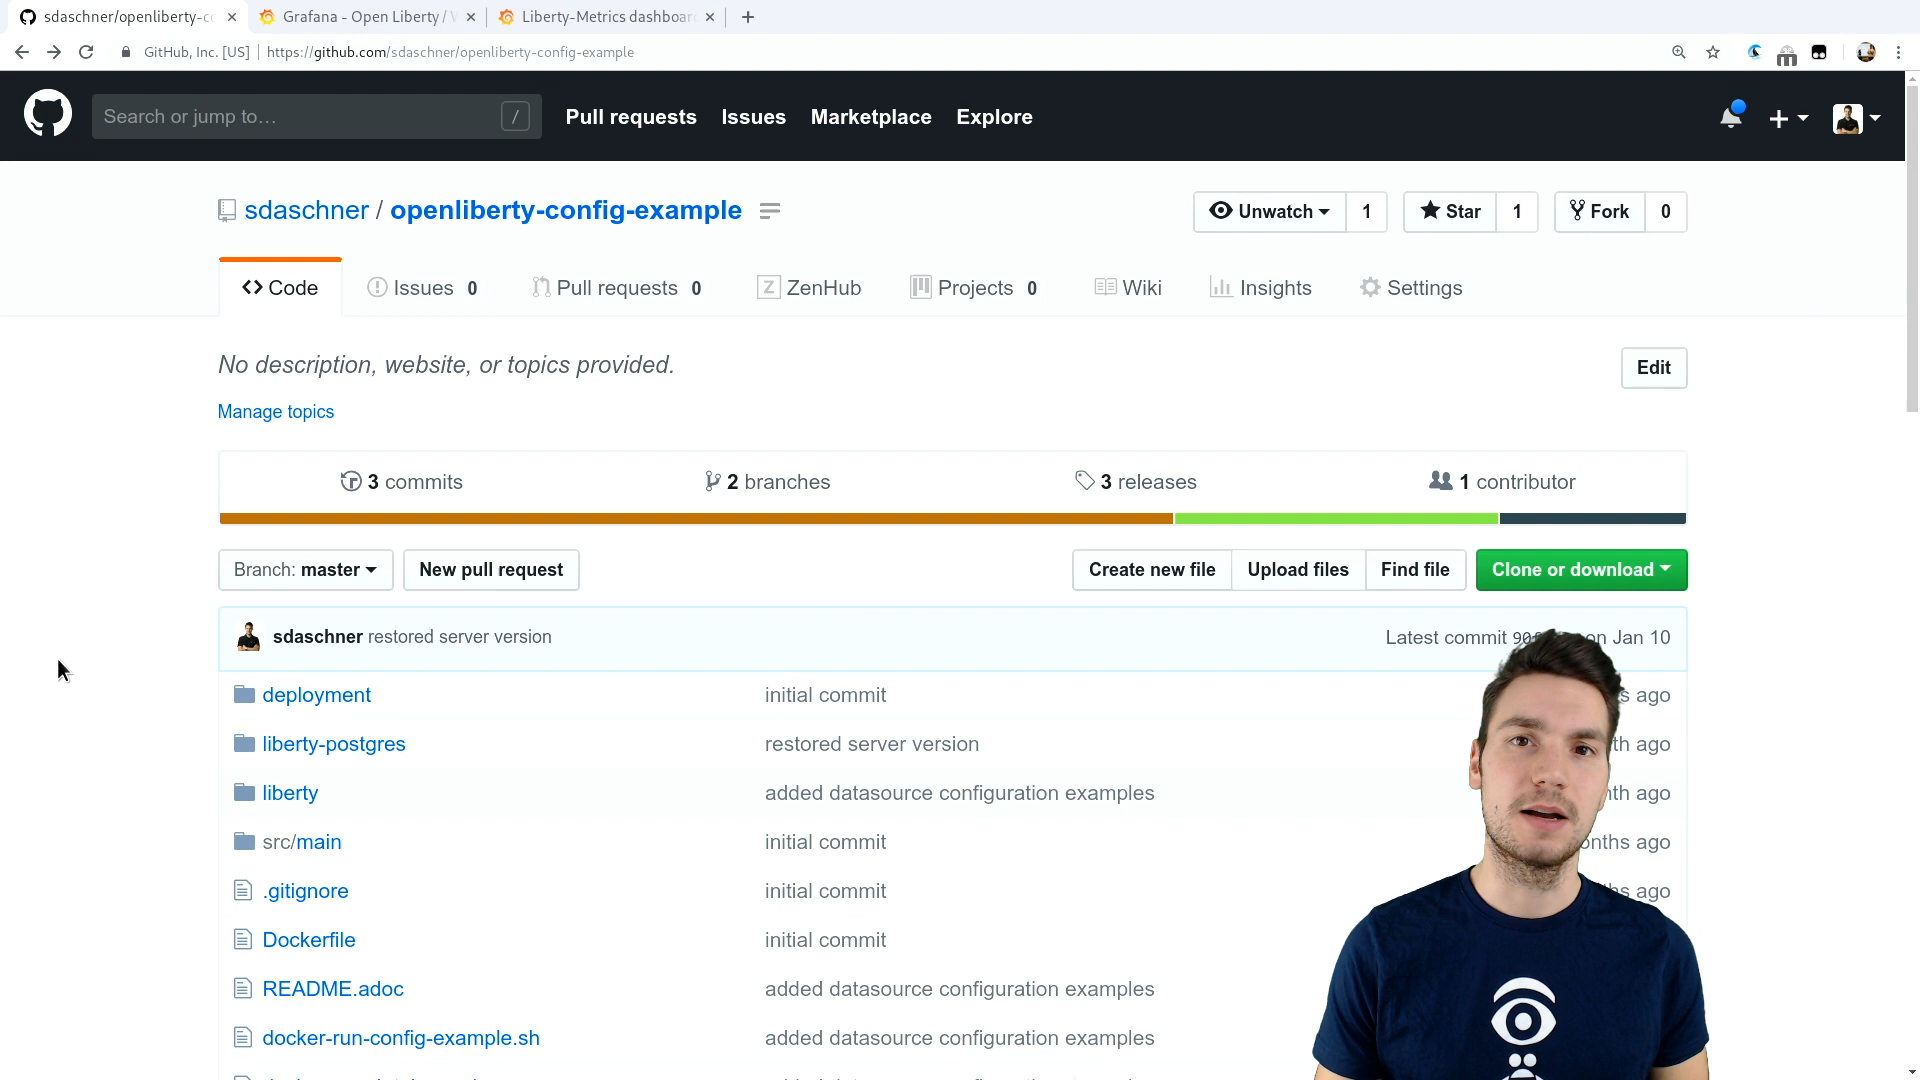 sdaschner/openliberty-co
Grafana - Open Liberty /
Liberty-Metrics dashboar
GitHub, Inc. [US] https://github.com/sdaschner/openliberty-config-example
Search or jump to… /
Pull requests Issues Marketplace Explore
sdaschner / openliberty-config-example
Unwatch 1 Star 1 Fork 0
Code Issues 0 Pull requests 0 ZenHub Projects 0 Wiki Insights Settings
No description, website, or topics provided. Edit
Manage topics
3 commits 2 branches 3 releases 1 contributor
Branch: master New pull request Create new file Upload files Find file Clone or download
sdaschner restored server version Latest commit on Jan 10
deployment initial commit ago
liberty-postgres restored server version ago
liberty added datasource configuration examples ago
src/main initial commit ago
.gitignore initial commit ago
Dockerfile initial commit
README.adoc added datasource configuration examples
docker-run-config-example.sh added datasource configuration examples